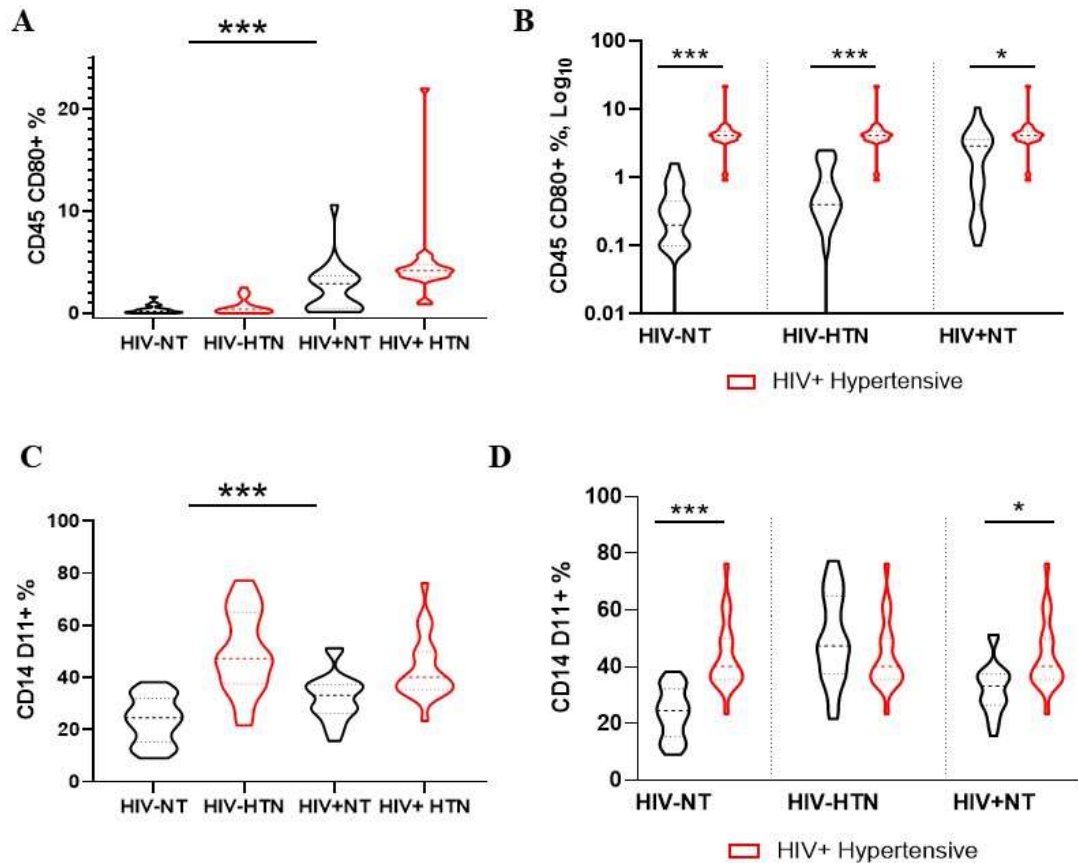 A
***
CD45 CD80+ %
20
10
0
HIV-NT HIV-HTN HIV+NT HIV+ HTN
B
CD45 CD80+ %, Log10
100
10
1
0.1
0.01
*** *** *
HIV-NT HIV-HTN HIV+NT
HIV+ Hypertensive
C
***
CD14 D11+ %
100
80
60
40
20
0
HIV-NT HIV-HTN HIV+NT HIV+ HTN
D
CD14 D11+ %
100
80
60
40
20
0
*** *
HIV-NT HIV-HTN HIV+NT
HIV+ Hypertensive